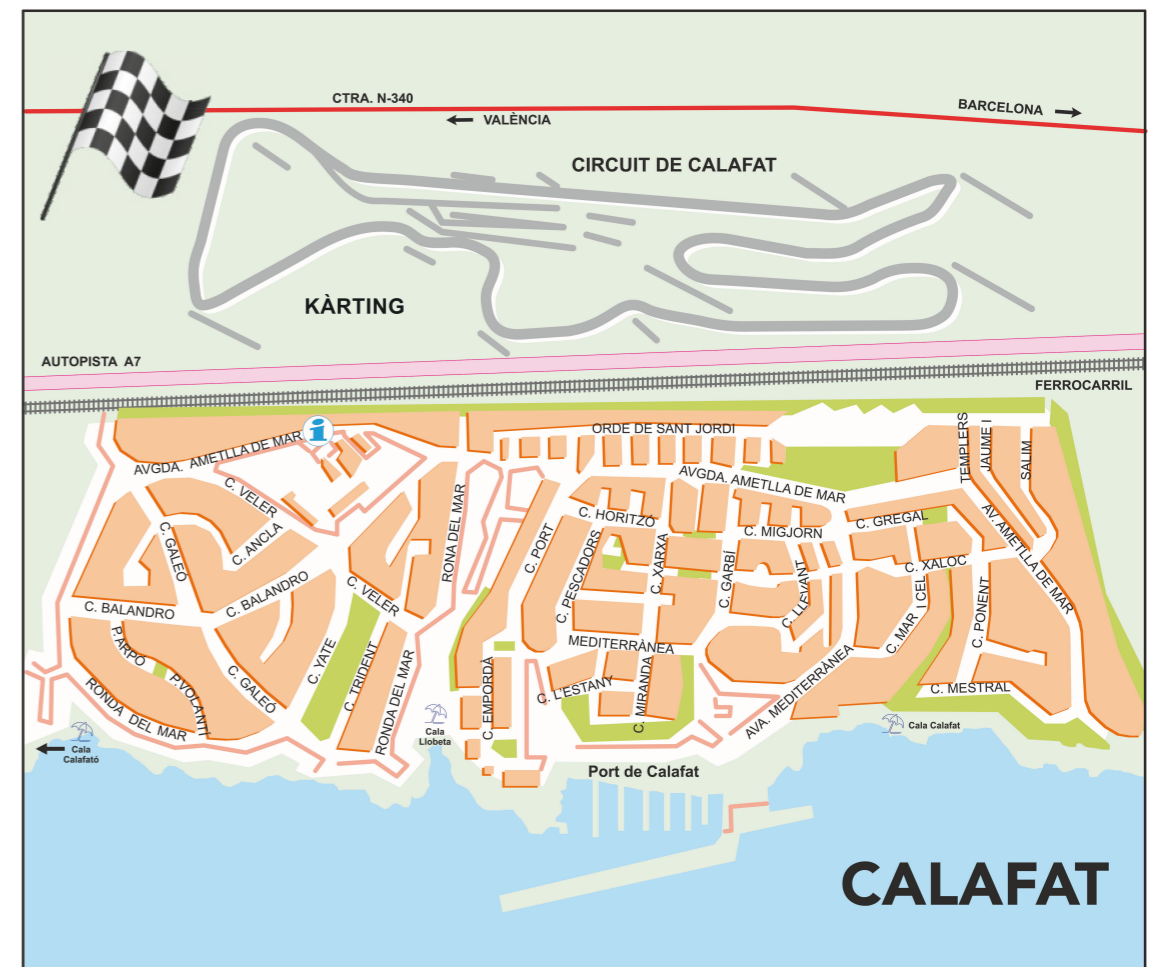 CTRA. N-340
VALÈNCIA
BARCELONA
CIRCUIT DE CALAFAT
KÀRTING
AUTOPISTA A7
FERROCARRIL
i
AVGDA. AMETLLA DE MAR
ORDE DE SANT JORDI
AVGDA. AMETLLA DE MAR
TEMPLERS
JAUME I
SALIM
C. VELER
C. ANCLA
C. GALEÓ
RONA DEL MAR
C. PORT
C. HORITZÓ
C. PESCADORS
C. XARXA
C. GARBÍ
C. MIGJORN
C. LLEVANT
C. GREGAL
C. XALOC
AV. AMETLLA DE MAR
C. BALANDRO
C. BALANDRO
C. VELER
C. MAR I CEL
C. PONENT
MEDITERRÀNEA
P.ARPÓ
P.VOLANTÍ
C. GALEÓ
C. YATE
C. TRIDENT
RONDA DEL MAR
RONDA DEL MAR
C. EMPORDÀ
C. L'ESTANY
C. MIRANDA
AVA. MEDITERRÀNEA
C. MESTRAL
Cala
Calafató
Cala
Llobeta
Cala Calafat
Port de Calafat
CALAFAT